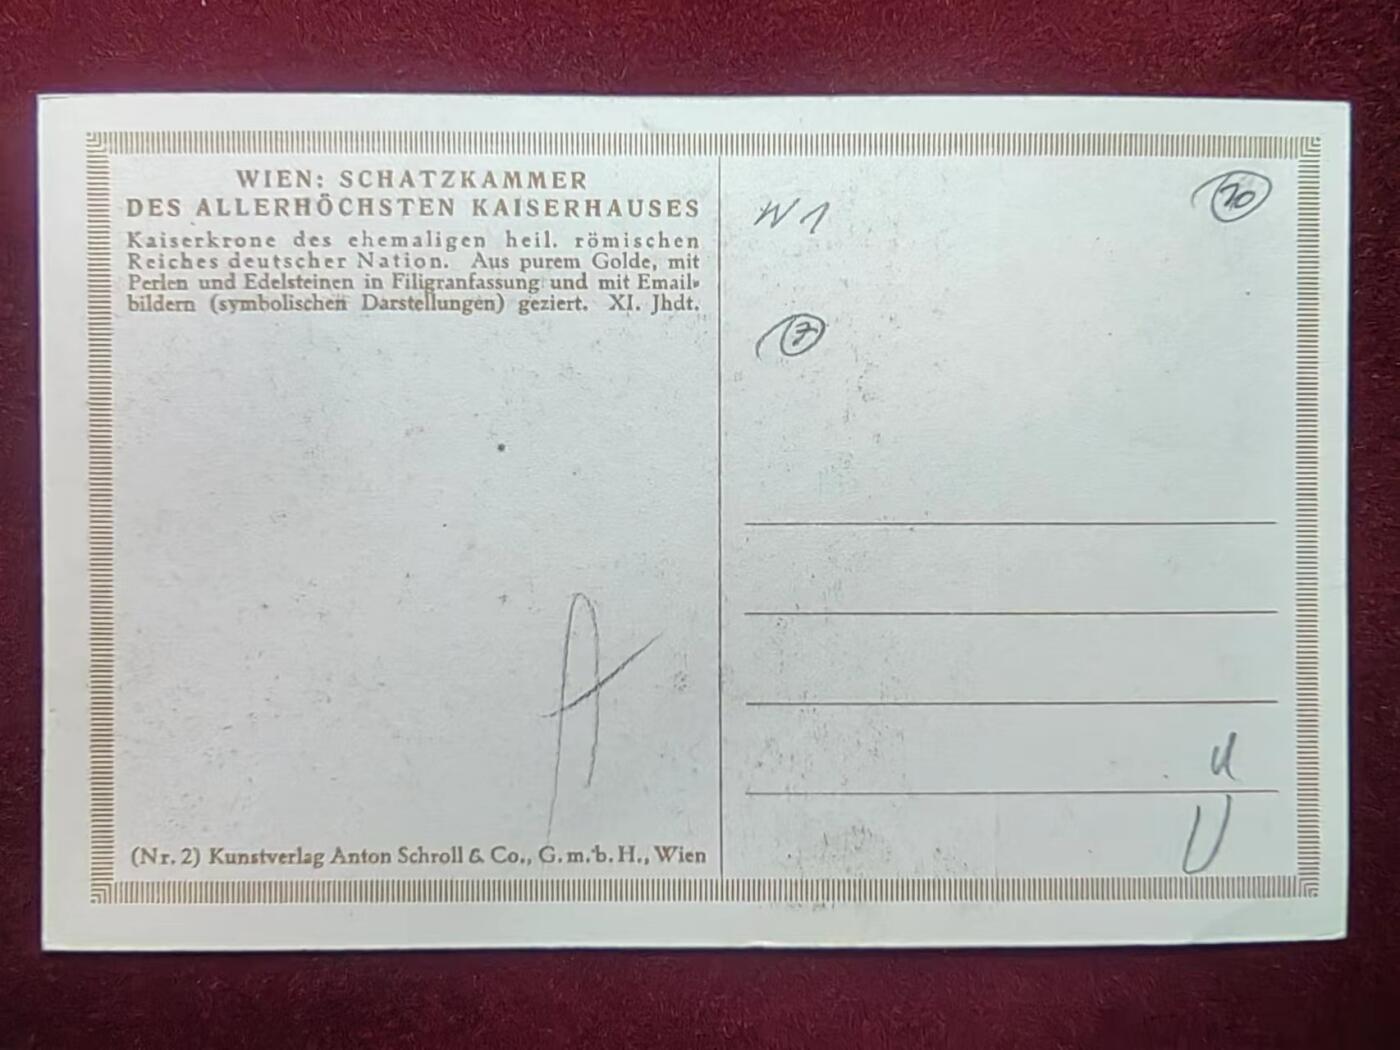 WIEN: SCHATZKAMMER
DES ALLERHÖCHSTEN KAISERHAUSES
Kaiserkrone des ehemaligen heil. römischen
Reiches deutscher Nation. Aus purem Golde, mit
Perlen und Edelsteinen in Filigranfassung und mit Email-
bildern (symbolischen Darstellungen) geziert. XI. Jhdt.
A
(Nr. 2) Kunstverlag Anton Schroll & Co., G.m.b.H., Wien
W1
10
7
U
U